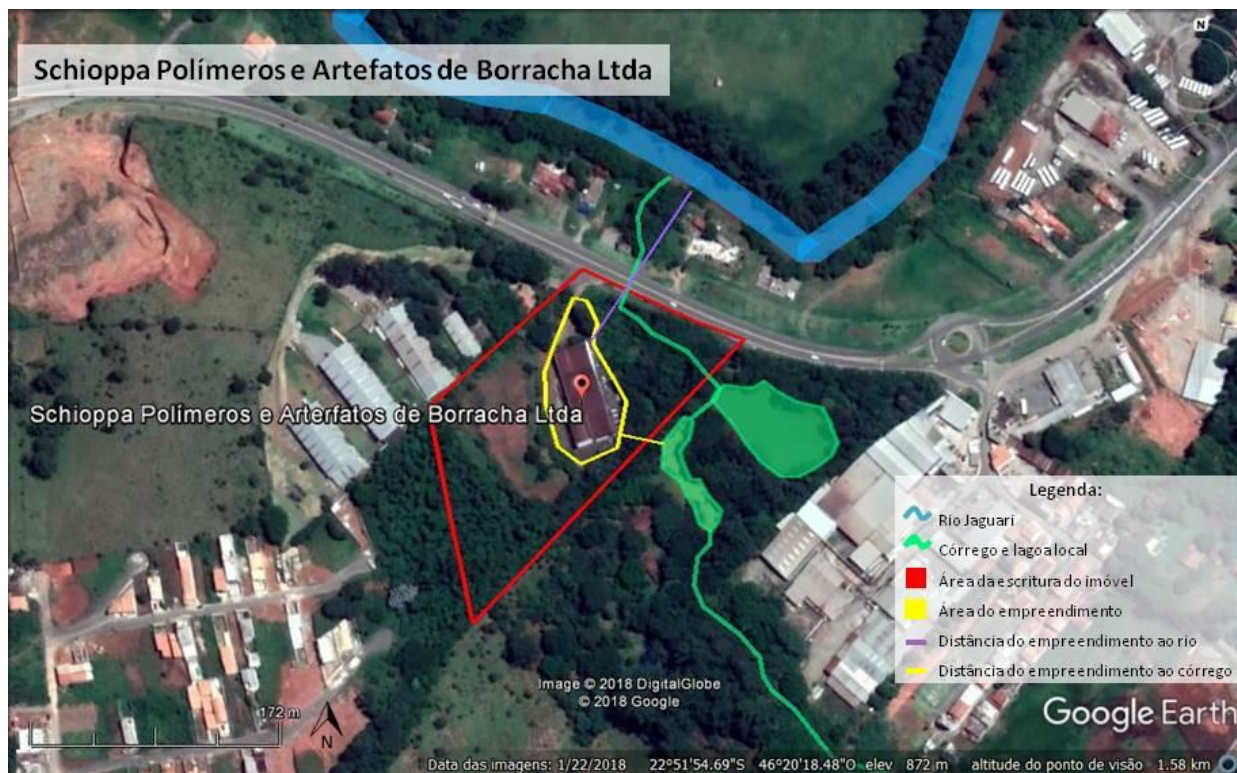 N
Schioppa Polímeros e Artefatos de Borracha Ltda
Schioppa Polímeros e Arterfatos de Borracha Ltda
Legenda:
Rio Jaguarí
Córrego e lagoa local
Área da escritura do imóvel
Área do empreendimento
Distância do empreendimento ao rio
Distância do empreendimento ao córrego
Image © 2018 DigitalGlobe
© 2018 Google
Google Earth
172 m
N
Data das imagens: 1/22/2018 22°51'54.69"S 46°20'18.48"O elev 872 m altitude do ponto de visão 1.58 km